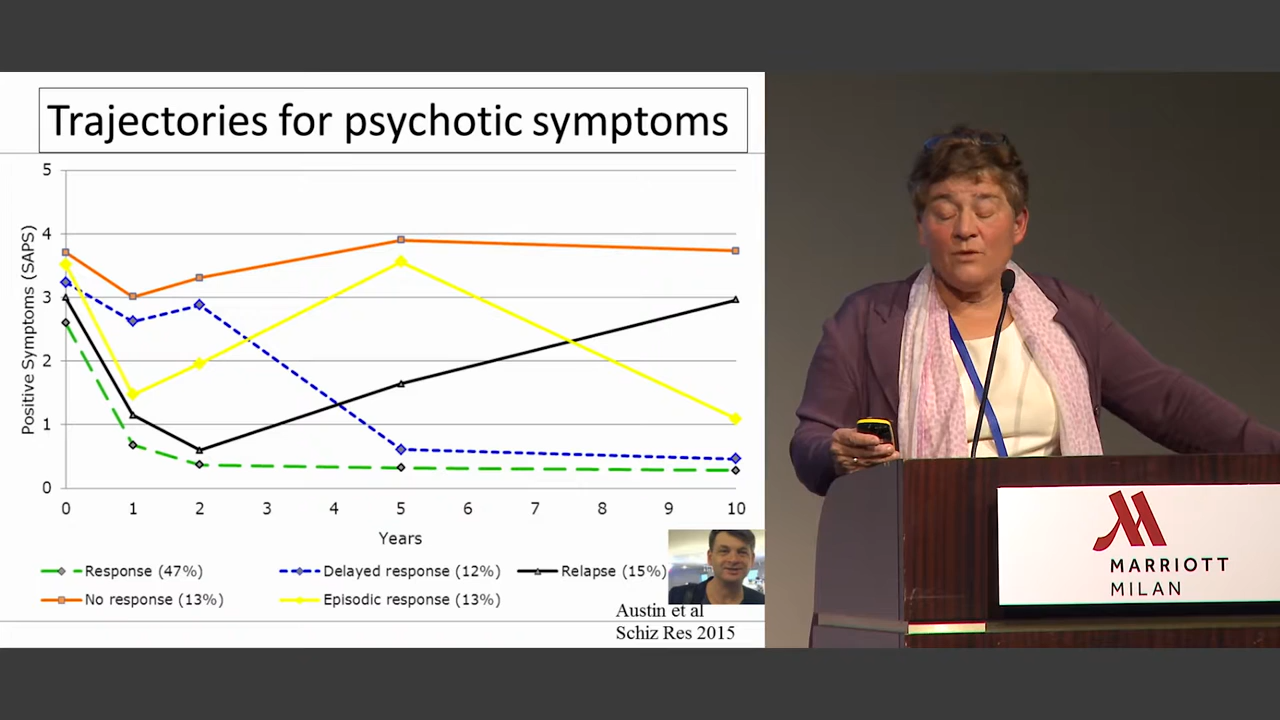 Trajectories for psychotic symptoms
5
4
3
2
1
0
Positive Symptoms (SAPS)
0 1 2 3 4 5 6 7 8 9 10
Years
Response (47%) Delayed response (12%) Relapse (15%)
No response (13%) Episodic response (13%)
Austin et al
Schiz Res 2015
MARRIOTT
MILAN